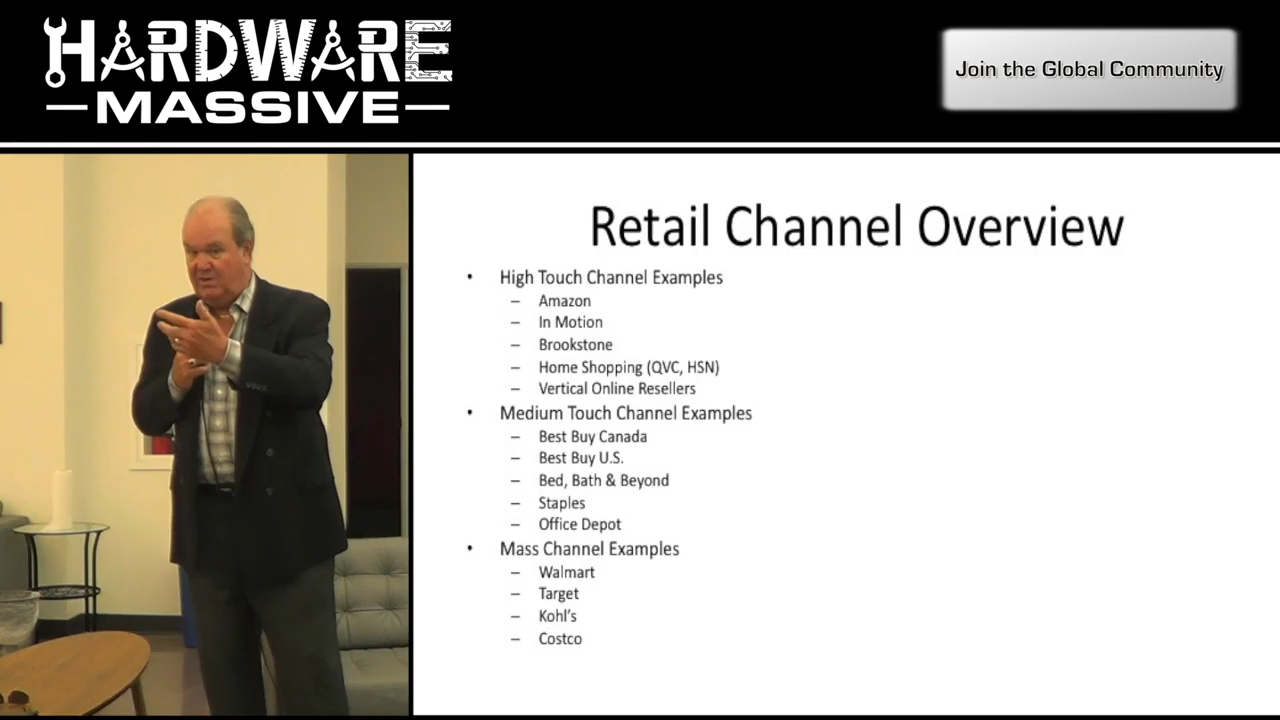 HARDWARE
MASSIVE
Join the Global Community
Retail Channel Overview
• High Touch Channel Examples
– Amazon
– In Motion
– Brookstone
– Home Shopping (QVC, HSN)
– Vertical Online Resellers
• Medium Touch Channel Examples
– Best Buy Canada
– Best Buy U.S.
– Bed, Bath & Beyond
– Staples
– Office Depot
• Mass Channel Examples
– Walmart
– Target
– Kohl's
– Costco